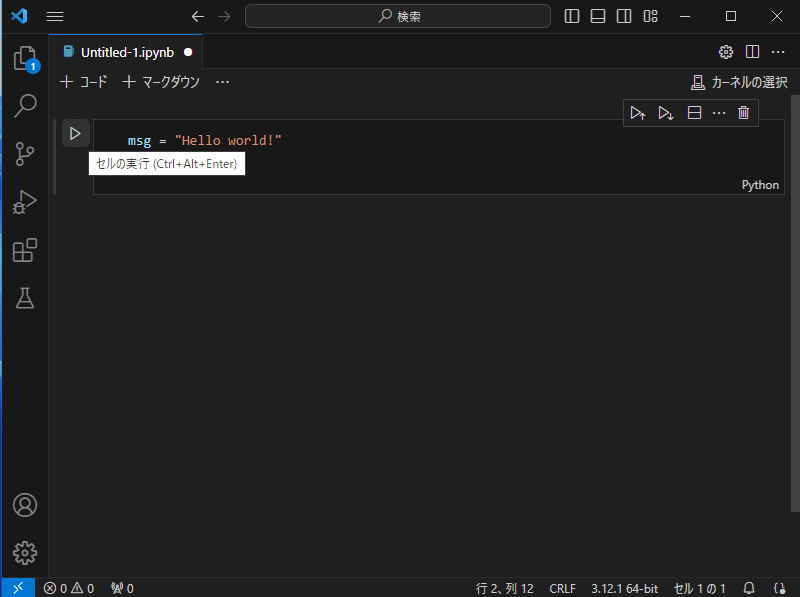 検索
Untitled-1.ipynb
1
コード マークダウン ... カーネルの選択
msg = "Hello world!"
セルの実行 (Ctrl+Alt+Enter)
Python
0 0 0 行 2、列 12 CRLF 3.12.1 64-bit セル 1 の 1